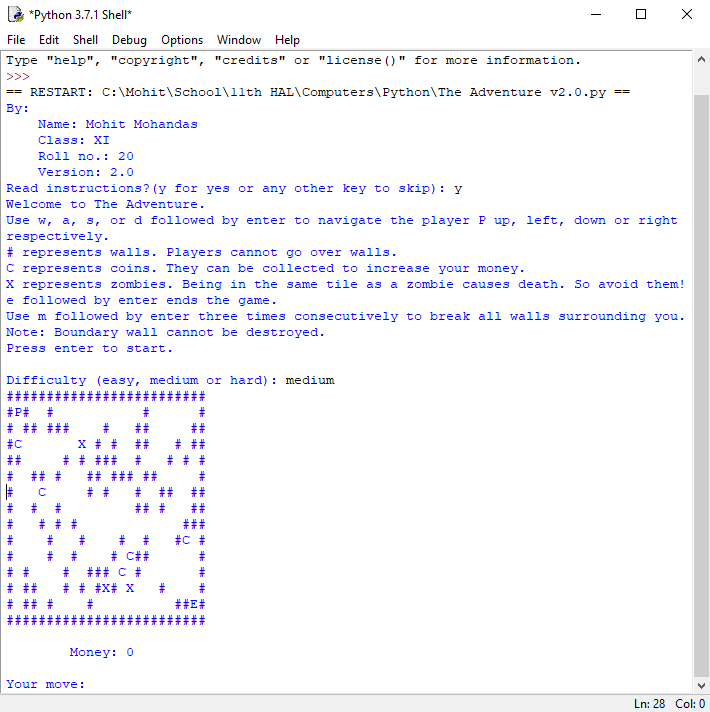 *Python 3.7.1 Shell*
File Edit Shell Debug Options Window Help
Type "help", "copyright", "credits" or "license()" for more information.
>>>
== RESTART: C:\Mohit\School\11th HAL\Computers\Python\The Adventure v2.0.py ==
By:
    Name: Mohit Mohandas
    Class: XI
    Roll no.: 20
    Version: 2.0
Read instructions?(y for yes or any other key to skip): y
Welcome to The Adventure.
Use w, a, s, or d followed by enter to navigate the player P up, left, down or right
respectively.
# represents walls. Players cannot go over walls.
C represents coins. They can be collected to increase your money.
X represents zombies. Being in the same tile as a zombie causes death. So avoid them!
e followed by enter ends the game.
Use m followed by enter three times consecutively to break all walls surrounding you.
Note: Boundary wall cannot be destroyed.
Press enter to start.

Difficulty (easy, medium or hard): medium
#########################
#P#  #           #      #
# ## ###    #   ##     ##
#C       X # #  ##   # ##
##     # # ###  #   # # #
#  ## #   ## ### ##     #
#   C     # #   #  ##  ##
#  #  #         ## #   ##
#   # # #             ###
#    #   #    #  #   #C #
#    #  #    # C##      #
# #    #  ### C #       #
# ##   # # #X# X   #    #
# ## #    #          ##E#
#########################

        Money: 0

Your move:
Ln: 28 Col: 0